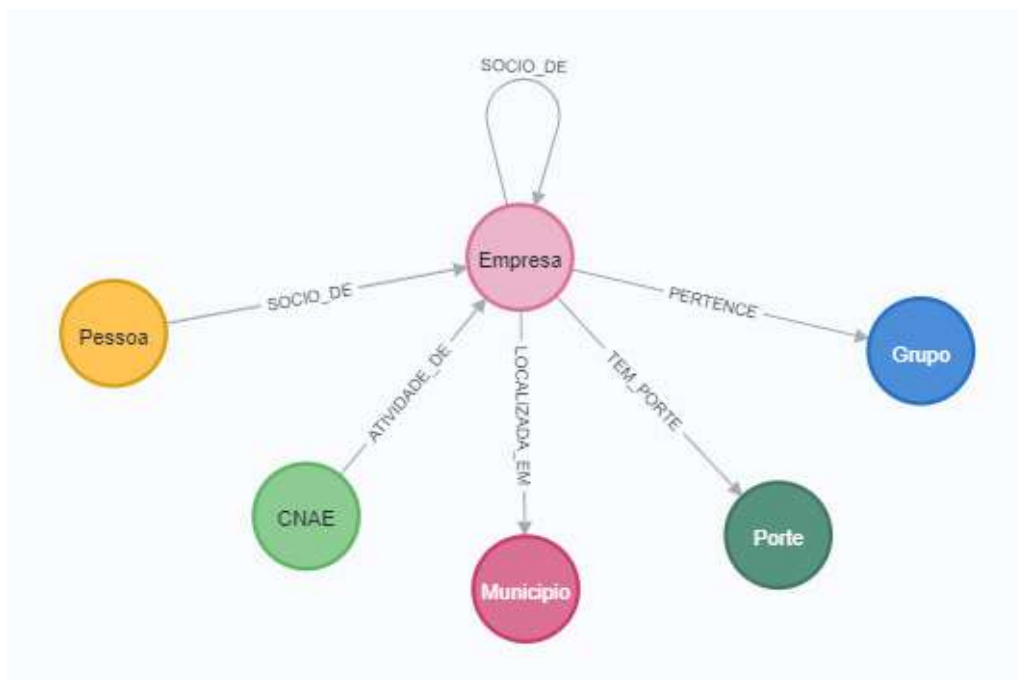 SOCIO_DE
Empresa
SOCIO_DE
PERTENCE
Pessoa
Grupo
ATIVIDADE_DE
LOCALIZADA_EM
TEM_PORTE
CNAE
Porte
Municipio